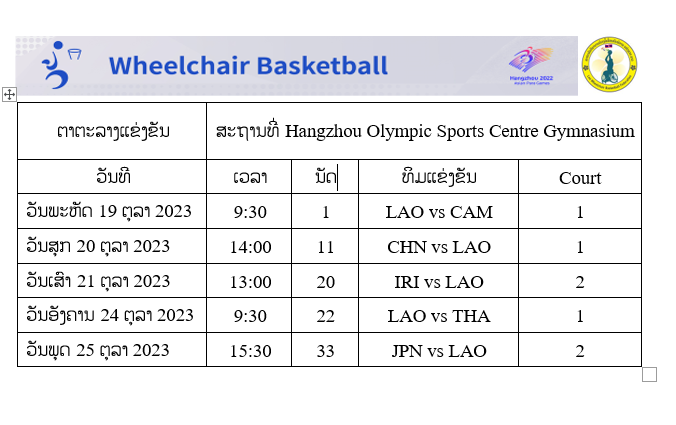 Wheelchair Basketball
Hangzhou 2022
Asian Para Games
ຕາຕະລາງແຂ່ງຂັນ ສະຖານທີ່ Hangzhou Olympic Sports Centre Gymnasium
ວັນທີ ເວລາ ນັດ ທິມແຂ່ງຂັນ Court
ວັນພະຫັດ 19 ຕຸລາ 2023 9:30 1 LAO vs CAM 1
ວັນສຸກ 20 ຕຸລາ 2023 14:00 11 CHN vs LAO 1
ວັນເສົາ 21 ຕຸລາ 2023 13:00 20 IRI vs LAO 2
ວັນອັງຄານ 24 ຕຸລາ 2023 9:30 22 LAO vs THA 1
ວັນພຸດ 25 ຕຸລາ 2023 15:30 33 JPN vs LAO 2